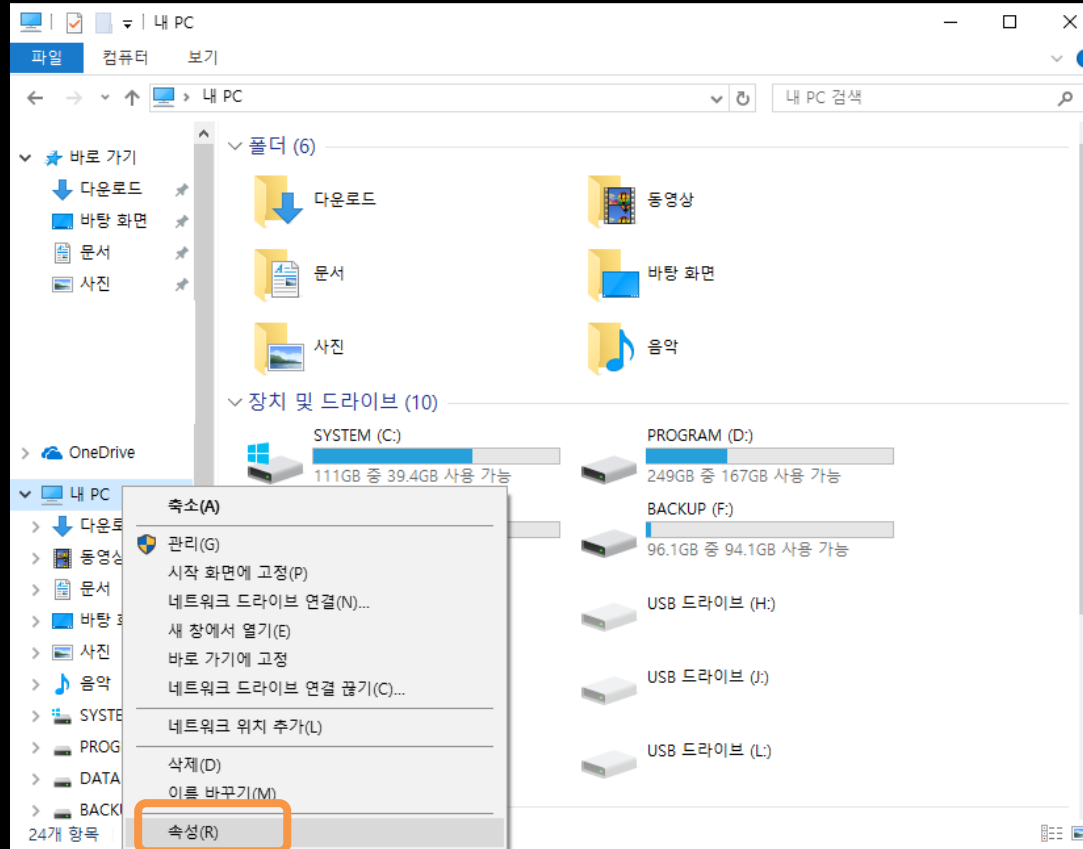 내 PC
파일 컴퓨터 보기
내 PC
내 PC 검색
바로 가기
다운로드
바탕 화면
문서
사진
OneDrive
내 PC
다운로
동영상
문서
바탕
사진
음악
SYSTE
PROG
DATA
BACK
24개 항목
폴더 (6)
다운로드
동영상
문서
바탕 화면
사진
음악
장치 및 드라이브 (10)
SYSTEM (C:)
111GB 중 39.4GB 사용 가능
PROGRAM (D:)
249GB 중 167GB 사용 가능
BACKUP (F:)
96.1GB 중 94.1GB 사용 가능
USB 드라이브 (H:)
USB 드라이브 (J:)
USB 드라이브 (L:)
축소(A)
관리(G)
시작 화면에 고정(P)
네트워크 드라이브 연결(N)...
새 창에서 열기(E)
바로 가기에 고정
네트워크 드라이브 연결 끊기(C)...
네트워크 위치 추가(L)
삭제(D)
이름 바꾸기(M)
속성(R)